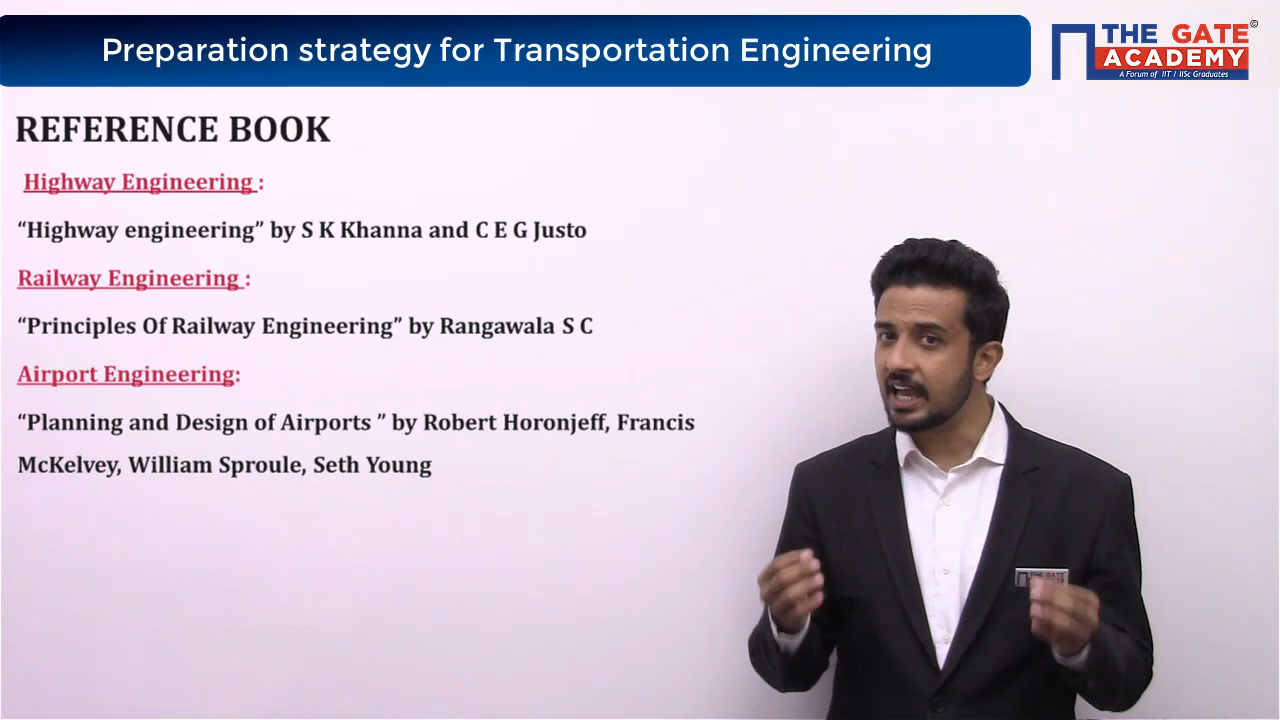 Preparation strategy for Transportation Engineering
THE GATE
©
ACADEMY
A Forum of IIT / IISc Graduates
REFERENCE BOOK
Highway Engineering :
“Highway engineering” by S K Khanna and C E G Justo
Railway Engineering :
“Principles Of Railway Engineering” by Rangawala S C
Airport Engineering:
“Planning and Design of Airports ” by Robert Horonjeff, Francis
McKelvey, William Sproule, Seth Young
THE GATE